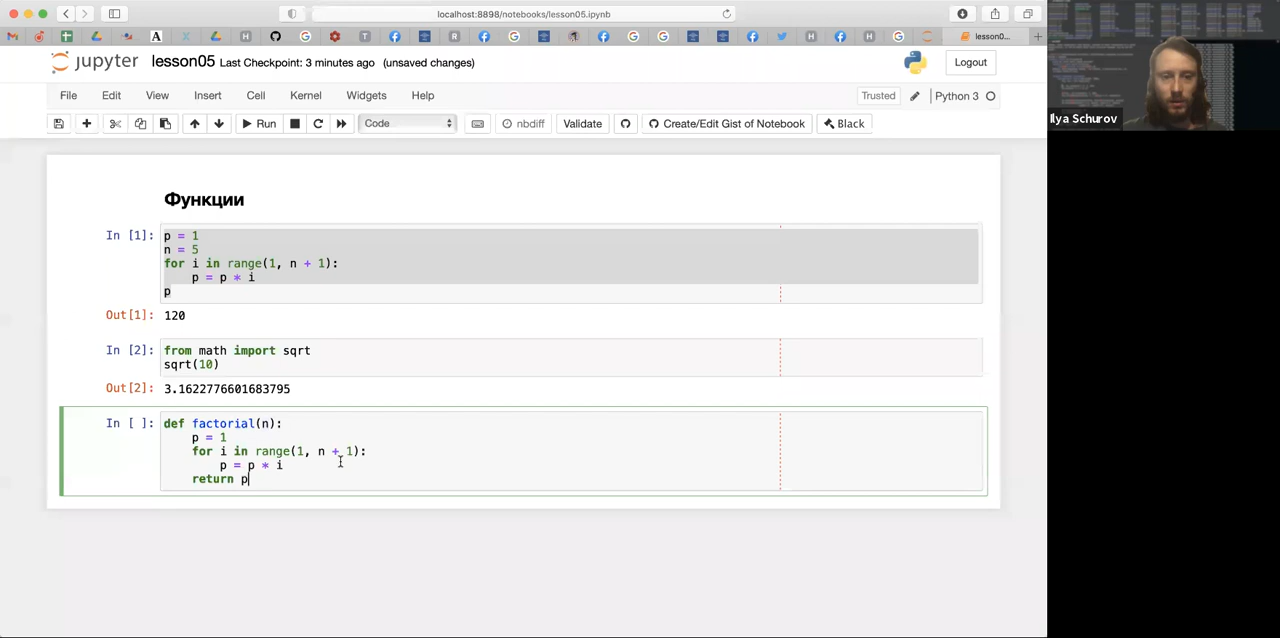 localhost:8898/notebooks/lesson05.ipynb
lesson0...
jupyter lesson05 Last Checkpoint: 3 minutes ago (unsaved changes)
Logout
File Edit View Insert Cell Kernel Widgets Help
Trusted
Python 3
Run
Code
nbdiff
Validate
Create/Edit Gist of Notebook
Black
Ilya Schurov
Функции
In [1]:
p = 1
n = 5
for i in range(1, n + 1):
    p = p * i
p
Out[1]: 120
In [2]:
from math import sqrt
sqrt(10)
Out[2]: 3.1622776601683795
In [ ]:
def factorial(n):
    p = 1
    for i in range(1, n + 1):
        p = p * i
    return p